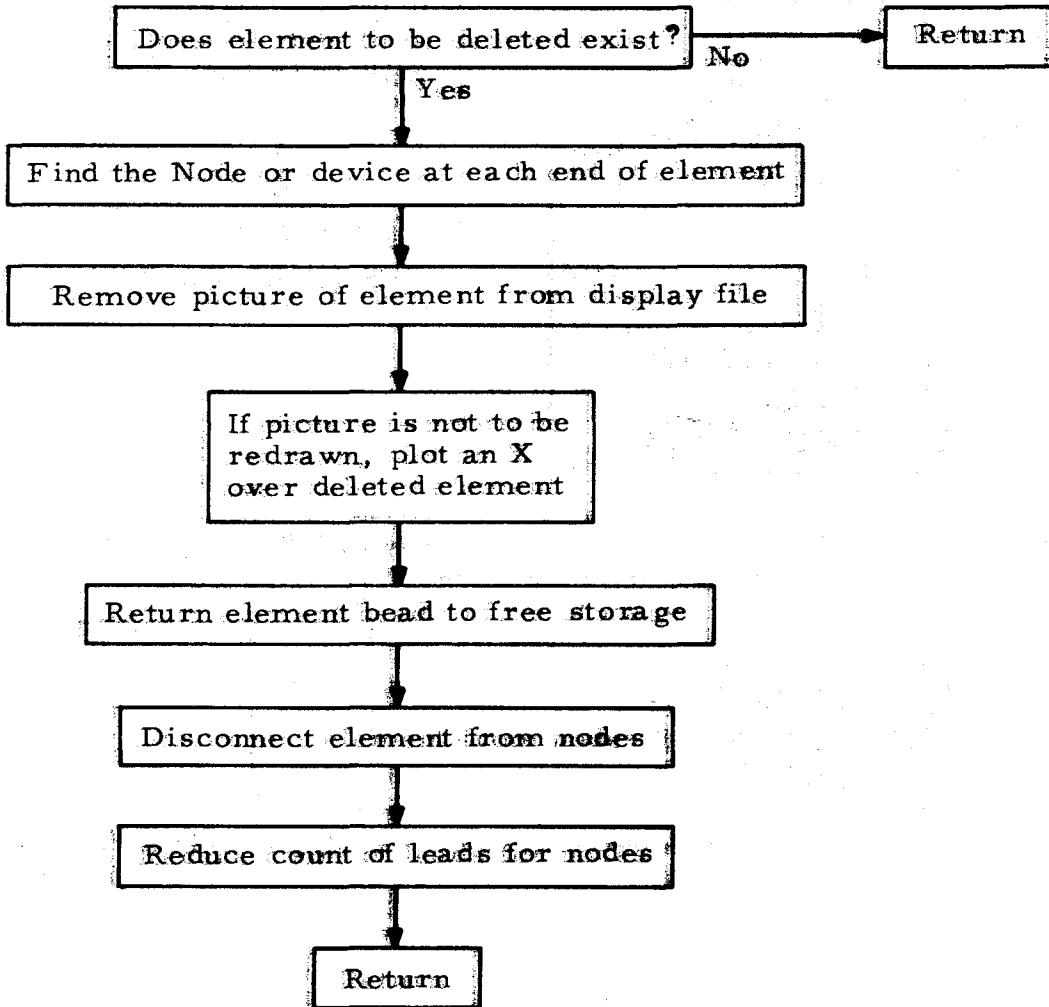 Does element to be deleted exist?
No
Return
Yes
Find the Node or device at each end of element
Remove picture of element from display file
If picture is not to be
redrawn, plot an X
over deleted element
Return element bead to free storage
Disconnect element from nodes
Reduce count of leads for nodes
Return